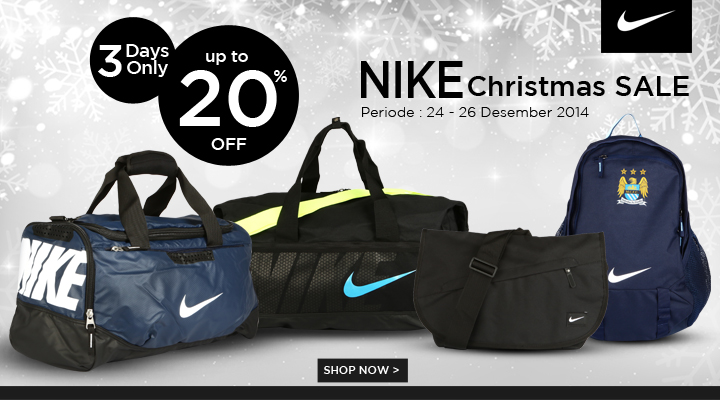 3 Days
Only
up to
20%
OFF
NIKE Christmas SALE
Periode : 24 - 26 Desember 2014
NIKE
NIKE
SHOP NOW >